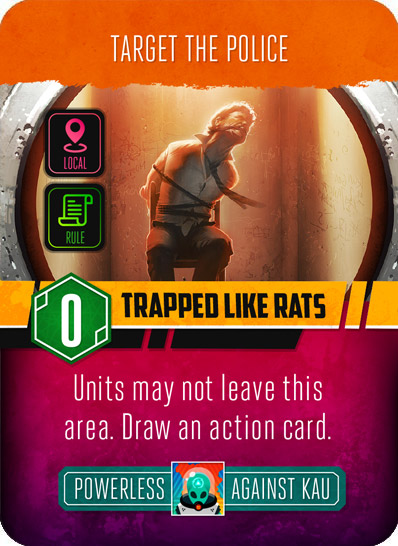 TARGET THE POLICE
LOCAL
RULE
0 TRAPPED LIKE RATS
Units may not leave this
area. Draw an action card.
POWERLESS AGAINST KAU